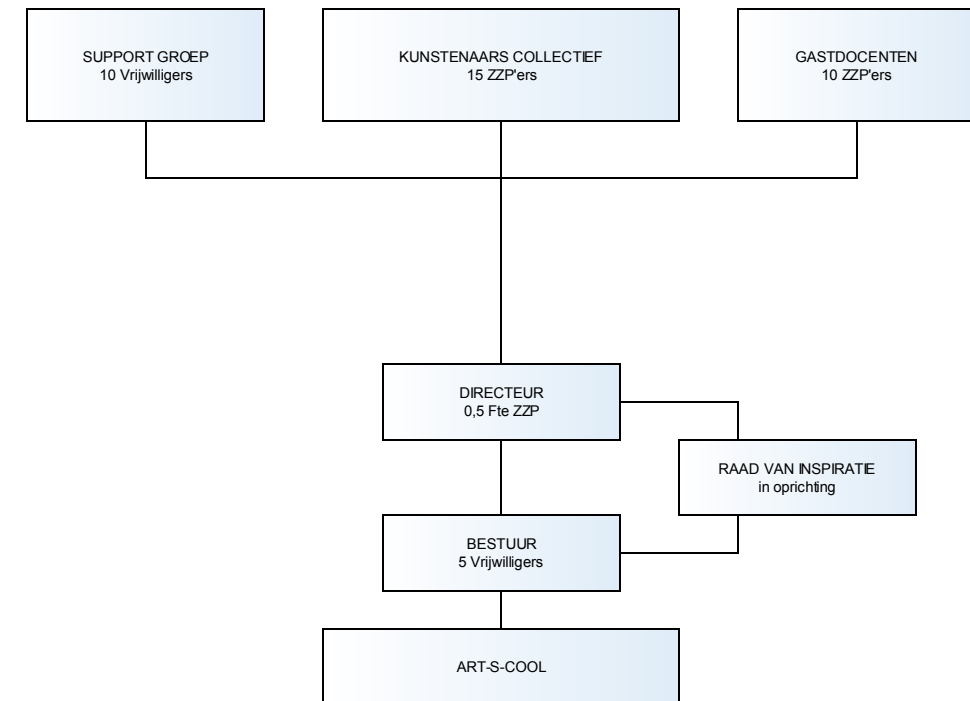 SUPPORT GROEP
10 Vrijwilligers
KUNSTENAARS COLLECTIEF
15 ZZP'ers
GASTDOCENTEN
10 ZZP'ers
DIRECTEUR
0,5 Fte ZZP
RAAD VAN INSPIRATIE
in oprichting
BESTUUR
5 Vrijwilligers
ART-S-COOL